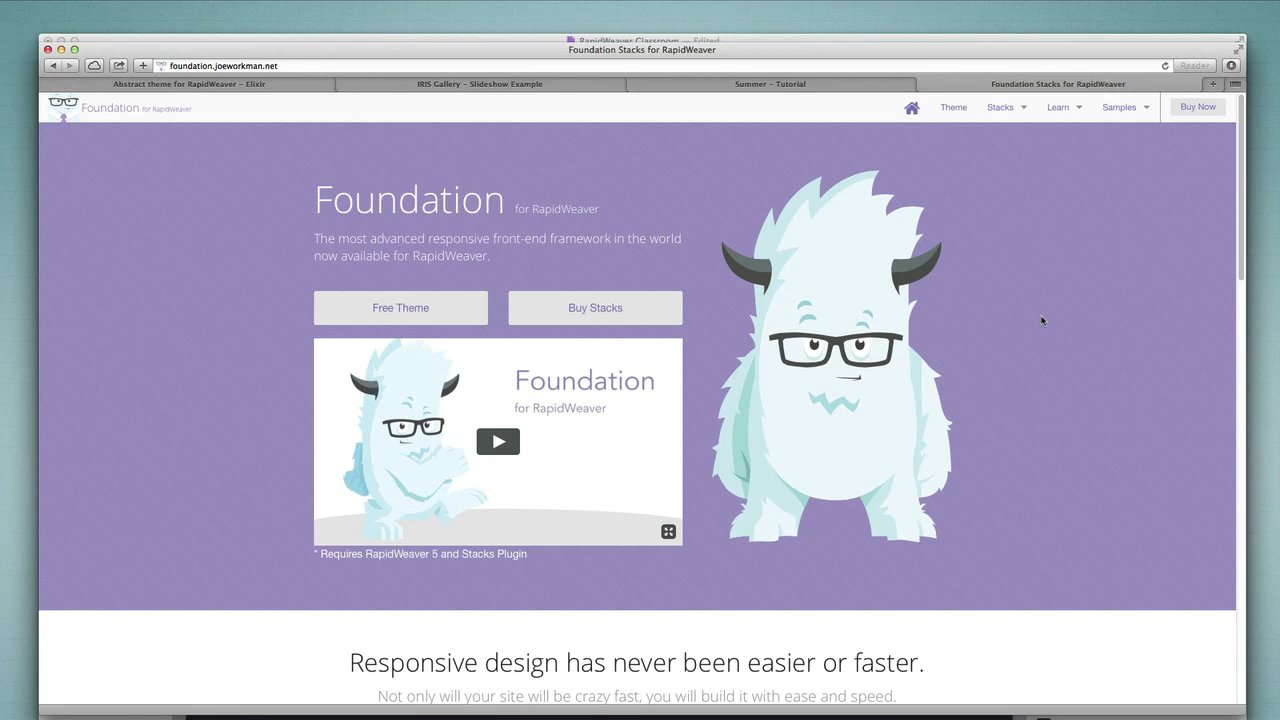 RapidWeaver Classroom — Edited
Foundation Stacks for RapidWeaver
foundation.joeworkman.net
Reader
Abstract theme for RapidWeaver – Elixir
IRIS Gallery – Slideshow Example
Summer – Tutorial
Foundation Stacks for RapidWeaver
Foundation for RapidWeaver
Theme
Stacks
Learn
Samples
Buy Now
Foundation for RapidWeaver
The most advanced responsive front-end framework in the world
now available for RapidWeaver.
Free Theme
Buy Stacks
Foundation
for RapidWeaver
* Requires RapidWeaver 5 and Stacks Plugin
Responsive design has never been easier or faster.
Not only will your site will be crazy fast, you will build it with ease and speed.